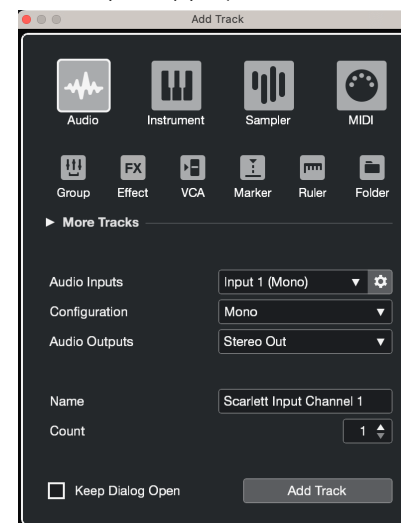 Add Track
Audio Instrument Sampler MIDI
FX
Group Effect VCA Marker Ruler Folder
More Tracks
Audio Inputs Input 1 (Mono)
Configuration Mono
Audio Outputs Stereo Out
Name Scarlett Input Channel 1
Count 1
Keep Dialog Open Add Track